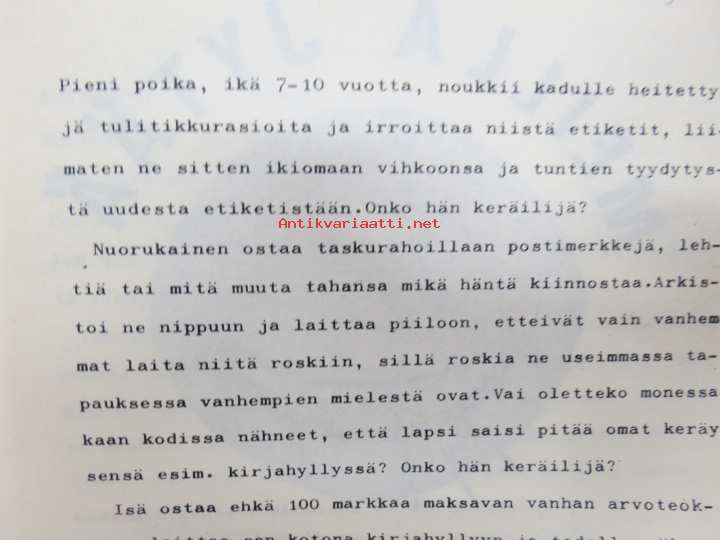 Pieni poika, ikä 7-10 vuotta, noukkii kadulle heitetty
jä tulitikkurasioita ja irroittaa niistä etiketit, lii-
maten ne sitten ikiomaan vihkoonsa ja tuntien tyydytys-
tä uudesta etiketistään.Onko hän keräilijä?
Antikvariaatti.net
Nuorukainen ostaa taskurahoillaan postimerkkejä, leh-
tiä tai mitä muuta tahansa mikä häntä kiinnostaa.Arkis-
toi ne nippuun ja laittaa piiloon, etteivät vain vanhem
mat laita niitä roskiin, sillä roskia ne useimmassa ta-
pauksessa vanhempien mielestä ovat.Vai oletteko monessa
kaan kodissa nähneet, että lapsi saisi pitää omat keräy
sensä esim. kirjahyllyssä? Onko hän keräilijä?
Isä ostaa ehkä 100 markkaa maksavan vanhan arvoteok-
kotona kirjahyllyyn ja